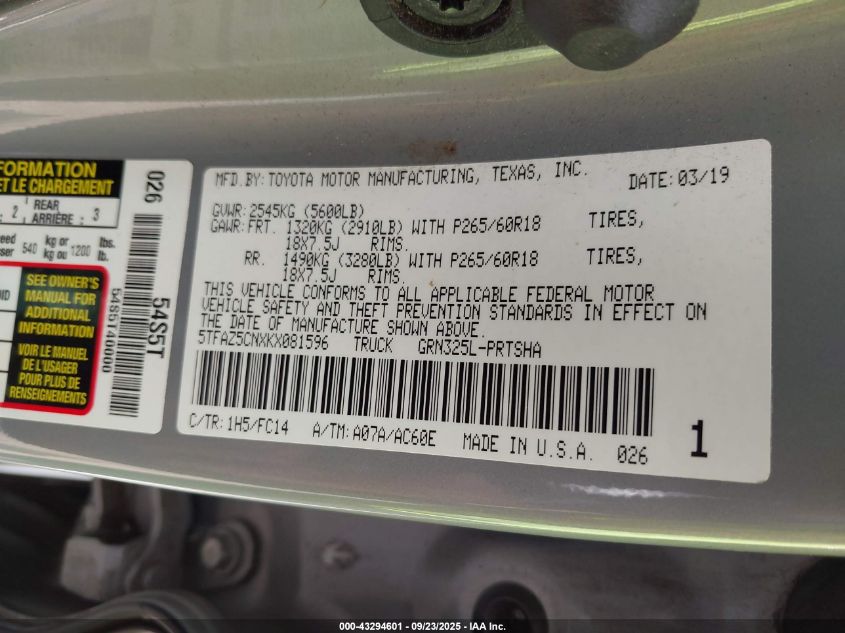 FORMATION
ET LE CHARGEMENT
2 REAR ARRIÈRE : 3
540 kg or kg ou 1200 lbs. lb.
SEE OWNER'S
MANUAL FOR
ADDITIONAL
INFORMATION
VOIR LE MANUEL
DE L'USAGER
POUR PLUS DE
RENSEIGNEMENTS
026
54S5T
54S5T40000
MFD.BY:TOYOTA MOTOR MANUFACTURING, TEXAS, INC. DATE:03/19
GVWR:2545KG (5600LB)
GAWR:FRT. 1320KG (2910LB) WITH P265/60R18 TIRES,
18X7.5J RIMS.
RR. 1490KG (3280LB) WITH P265/60R18 TIRES,
18X7.5J RIMS.
THIS VEHICLE CONFORMS TO ALL APPLICABLE FEDERAL MOTOR
VEHICLE SAFETY AND THEFT PREVENTION STANDARDS IN EFFECT ON
THE DATE OF MANUFACTURE SHOWN ABOVE.
5TFAZ5CNXKX081596 TRUCK GRN325L-PRTSHA
C/TR:1H5/FC14 A/TM:A07A/AC60E MADE IN U.S.A. 026 1
000-43294601 - 09/23/2025 - IAA Inc.